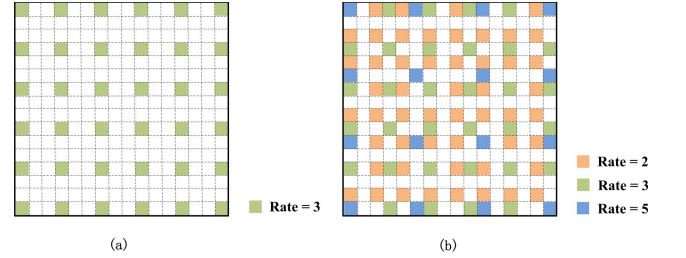 Rate = 3
Rate = 2
Rate = 3
Rate = 5
(a)
(b)